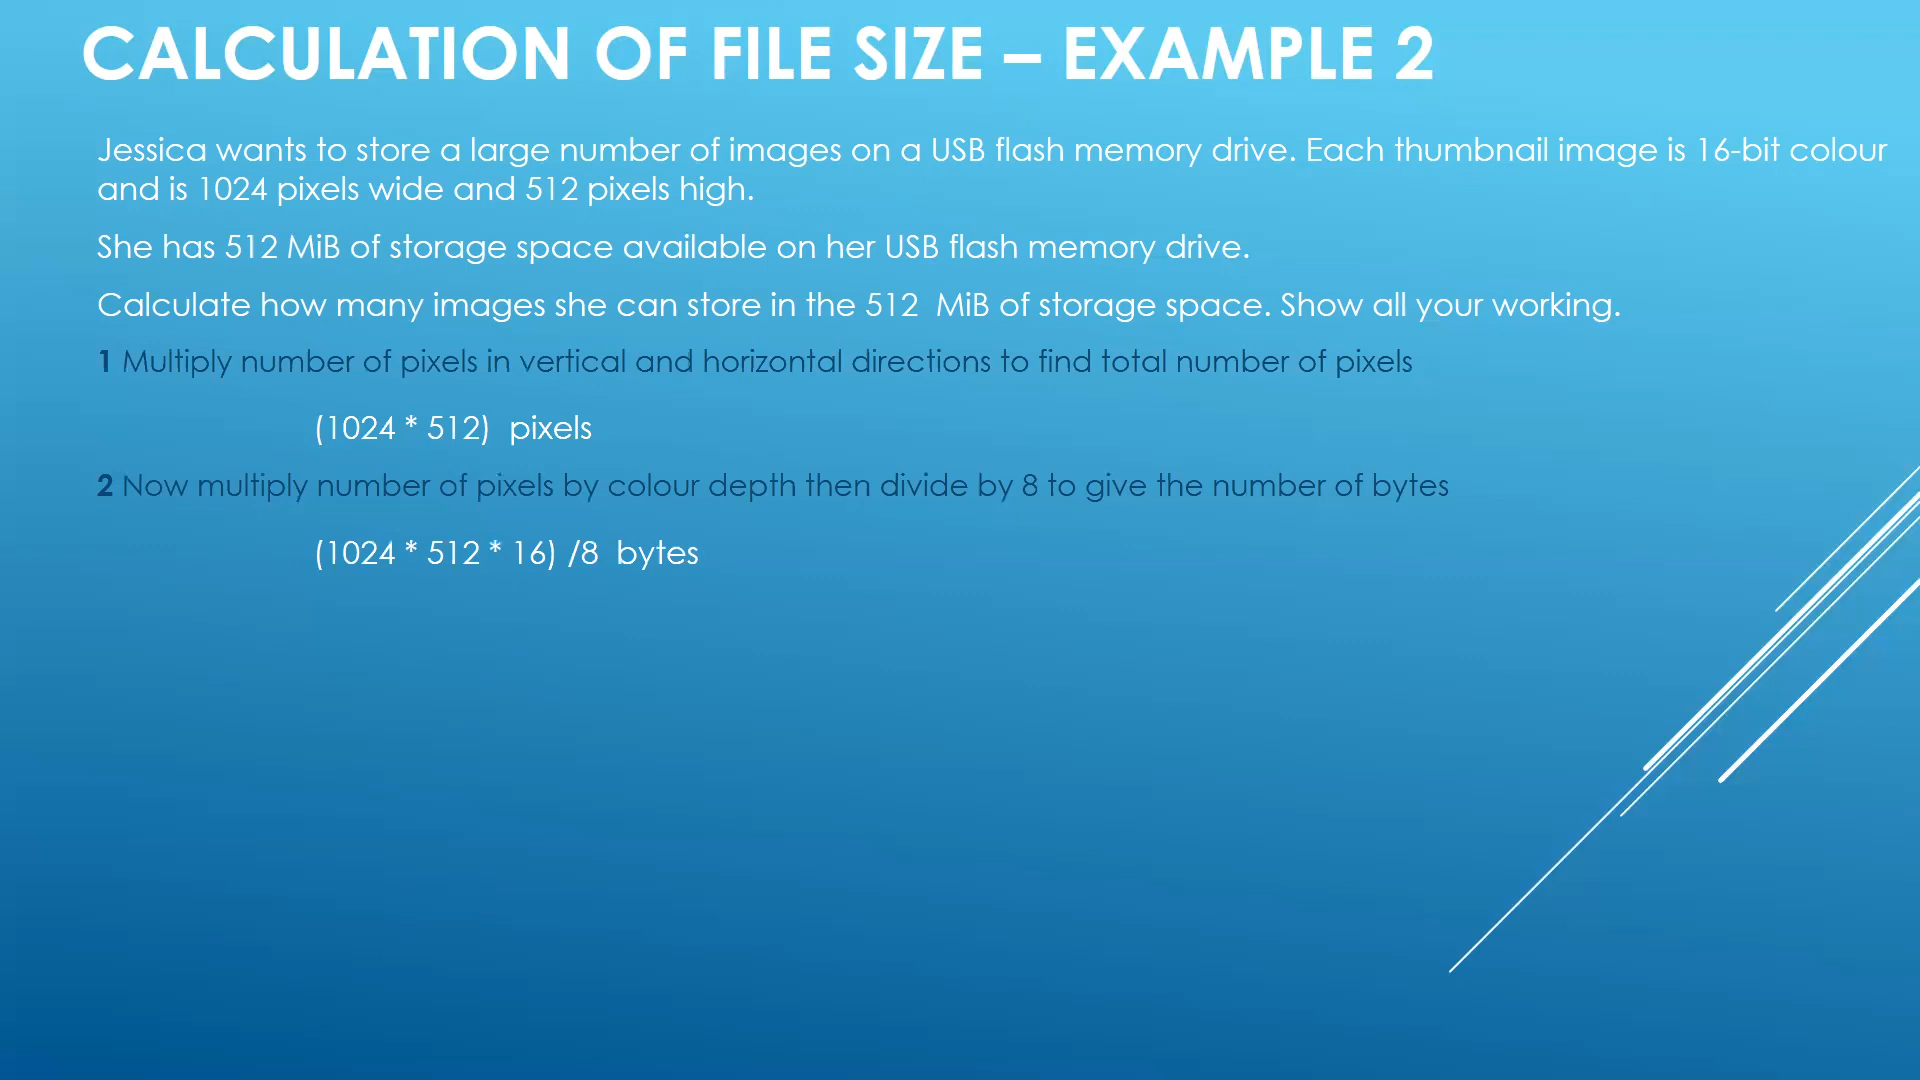 CALCULATION OF FILE SIZE – EXAMPLE 2
Jessica wants to store a large number of images on a USB flash memory drive. Each thumbnail image is 16-bit colour
and is 1024 pixels wide and 512 pixels high.
She has 512 MiB of storage space available on her USB flash memory drive.
Calculate how many images she can store in the 512  MiB of storage space. Show all your working.
1 Multiply number of pixels in vertical and horizontal directions to find total number of pixels
(1024 * 512)  pixels
2 Now multiply number of pixels by colour depth then divide by 8 to give the number of bytes
(1024 * 512 * 16) /8  bytes